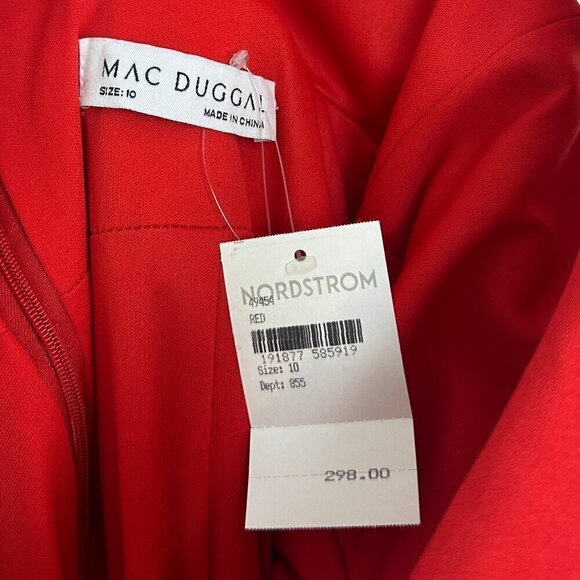 MAC DUGGAL
SIZE: 10
MADE IN CHINA
NORDSTROM
49454
RED
191877 585919
Size: 10
Dept: 855
298.00